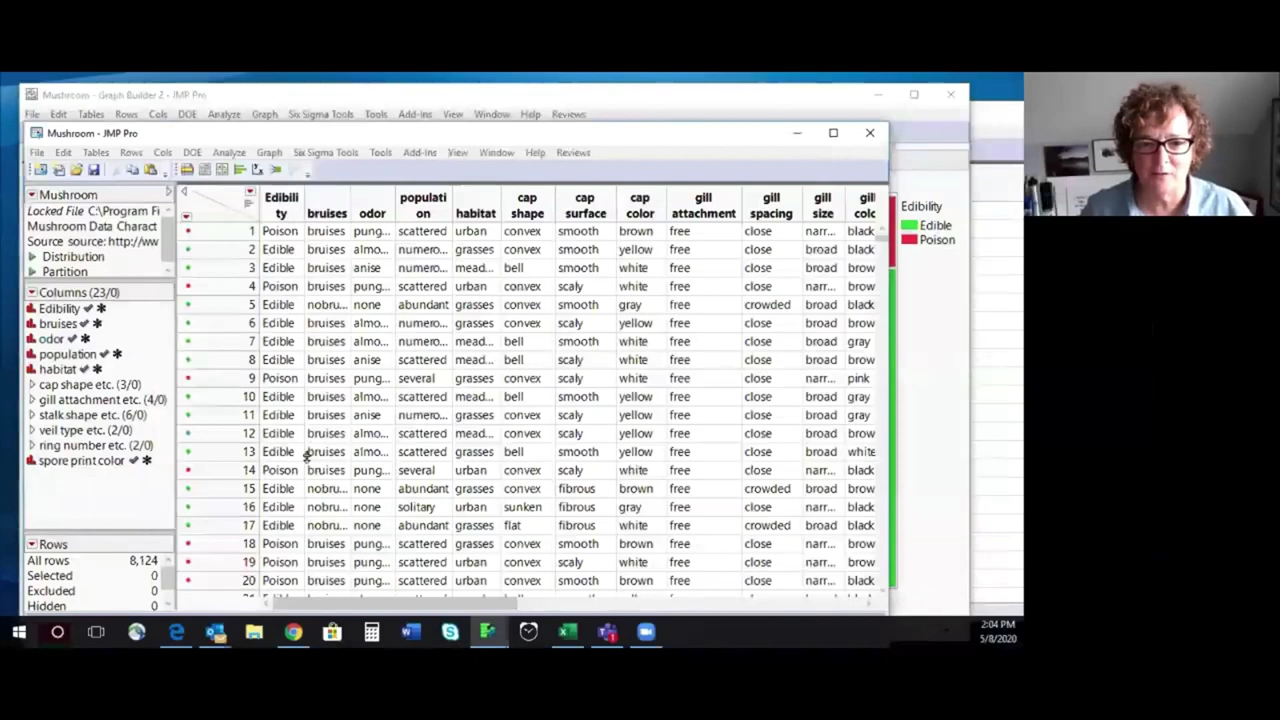 Mushroom - Graph Builder 2 - JMP Pro
File Edit Tables Rows Cols DOE Analyze Graph Six Sigma Tools Tools Add-Ins View Window Help Reviews
Mushroom - JMP Pro
File Edit Tables Rows Cols DOE Analyze Graph Six Sigma Tools Tools Add-Ins View Window Help Reviews
Mushroom
Locked File C:\Program Fi
Mushroom Data Charact
Source source: http://ww
Distribution
Partition
Columns (23/0)
Edibility
bruises
odor
population
habitat
cap shape etc. (3/0)
gill attachment etc. (4/0)
stalk shape etc. (6/0)
veil type etc. (2/0)
ring number etc. (2/0)
spore print color
Rows
All rows 8,124
Selected 0
Excluded 0
Hidden 0
Edibili ty bruises odor populati on habitat cap shape cap surface cap color gill attachment gill spacing gill size gill colc
1 Poison bruises pung... scattered urban convex smooth brown free close narr... black
2 Edible bruises almo... numero... grasses convex smooth yellow free close broad black
3 Edible bruises anise numero... mead... bell smooth white free close broad brow
4 Poison bruises pung... scattered urban convex scaly white free close narr... black
5 Edible nobru... none abundant grasses convex smooth gray free crowded broad black
6 Edible bruises almo... numero... grasses convex scaly yellow free close broad brow
7 Edible bruises almo... numero... mead... bell smooth white free close broad gray
8 Edible bruises anise scattered mead... bell scaly white free close broad brow
9 Poison bruises pung... several grasses convex scaly white free close narr... pink
10 Edible bruises almo... scattered mead... bell smooth yellow free close broad gray
11 Edible bruises anise numero... grasses convex scaly yellow free close broad gray
12 Edible bruises almo... scattered mead... convex scaly yellow free close broad brow
13 Edible bruises almo... scattered grasses bell smooth yellow free close broad white
14 Poison bruises pung... several urban convex scaly white free close narr... black
15 Edible nobru... none abundant grasses convex fibrous brown free crowded broad brow
16 Edible nobru... none solitary urban sunken fibrous gray free close narr... black
17 Edible nobru... none abundant grasses flat fibrous white free crowded broad black
18 Poison bruises pung... scattered grasses convex smooth brown free close narr... black
19 Poison bruises pung... scattered urban convex scaly white free close narr... brow
20 Poison bruises pung... scattered urban convex smooth brown free close narr... black
Edibility
Edible
Poison
2:04 PM
5/8/2020